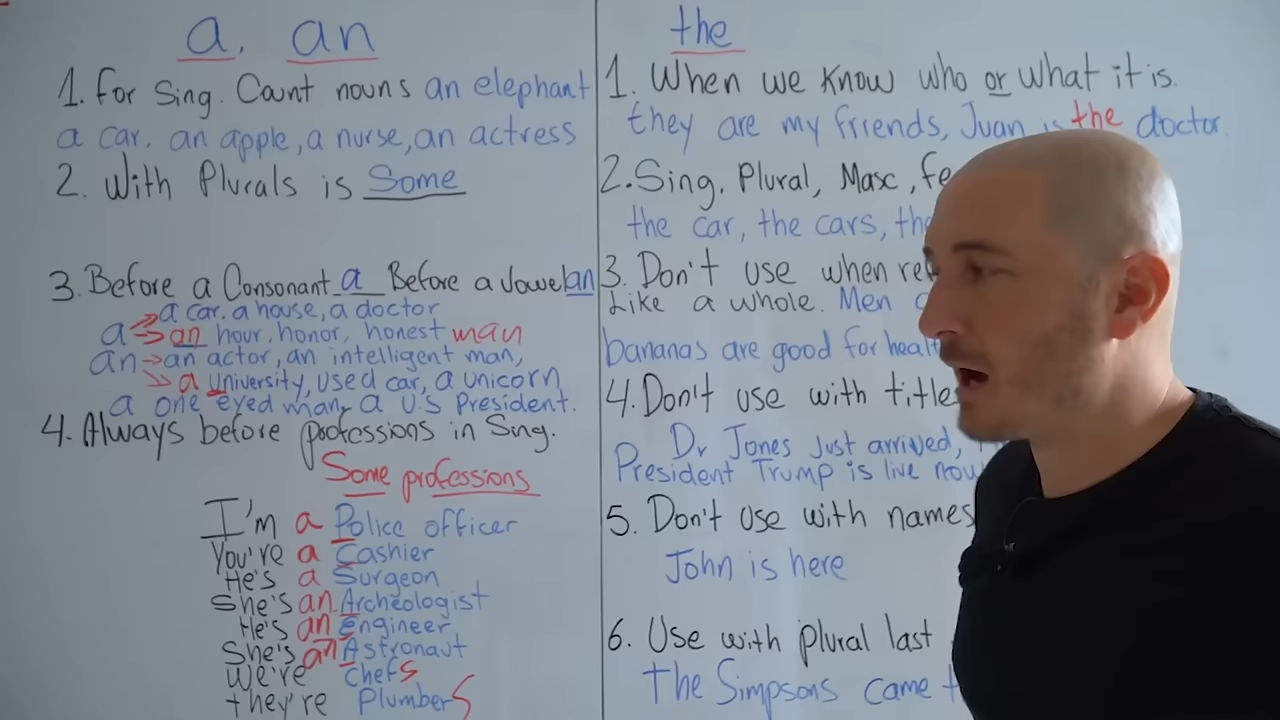 a, an
1. For Sing. Count nouns an elephant
a car, an apple, a nurse, an actress
2. With Plurals is Some
3. Before a Consonant a Before a Vowel an
a car, a house, a doctor
a an hour, honor, honest man
an → an actor, an intelligent man,
a university, used car, a unicorn
a one eyed man, a U.S President.
4. Always before professions in Sing.
Some professions
I'm a Police officer
You're a Cashier
He's a Surgeon
She's an Archeologist
He's an Engineer
She's an Astronaut
We're chefs
they're Plumbers
the
1. When we know who or what it is.
they are my friends, Juan is the doctor.
2. Sing, Plural, Masc, Fe
the car, the cars, the
3. Don't use when re
Like a whole. Men
bananas are good for healt
4. Don't use with title
Dr Jones Just arrived,
President Trump is live now
5. Don't use with names
John is here
6. Use with plural last
The Simpsons came t